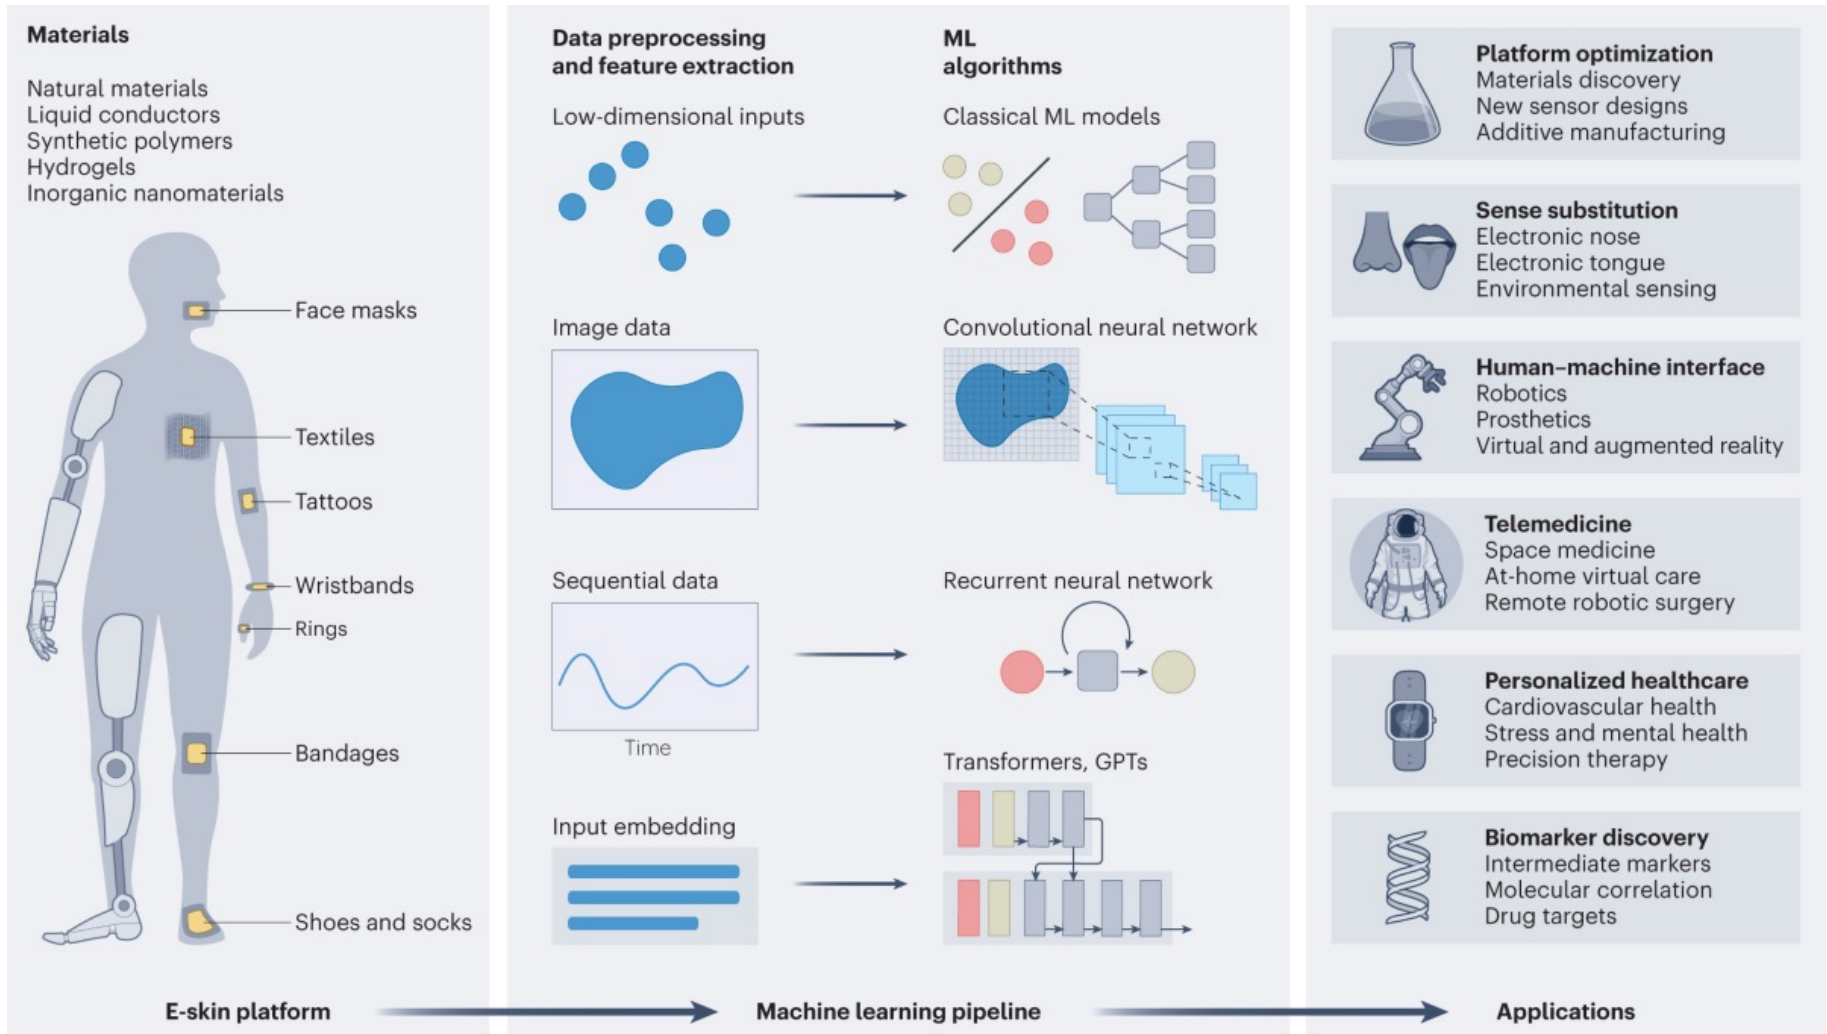 Materials
Natural materials
Liquid conductors
Synthetic polymers
Hydrogels
Inorganic nanomaterials
Face masks
Textiles
Tattoos
Wristbands
Rings
Bandages
Shoes and socks
E-skin platform
Data preprocessing
and feature extraction
Low-dimensional inputs
Image data
Sequential data
Time
Input embedding
ML
algorithms
Classical ML models
Convolutional neural network
Recurrent neural network
Transformers, GPTs
Machine learning pipeline
Platform optimization
Materials discovery
New sensor designs
Additive manufacturing
Sense substitution
Electronic nose
Electronic tongue
Environmental sensing
Human–machine interface
Robotics
Prosthetics
Virtual and augmented reality
Telemedicine
Space medicine
At-home virtual care
Remote robotic surgery
Personalized healthcare
Cardiovascular health
Stress and mental health
Precision therapy
Biomarker discovery
Intermediate markers
Molecular correlation
Drug targets
Applications